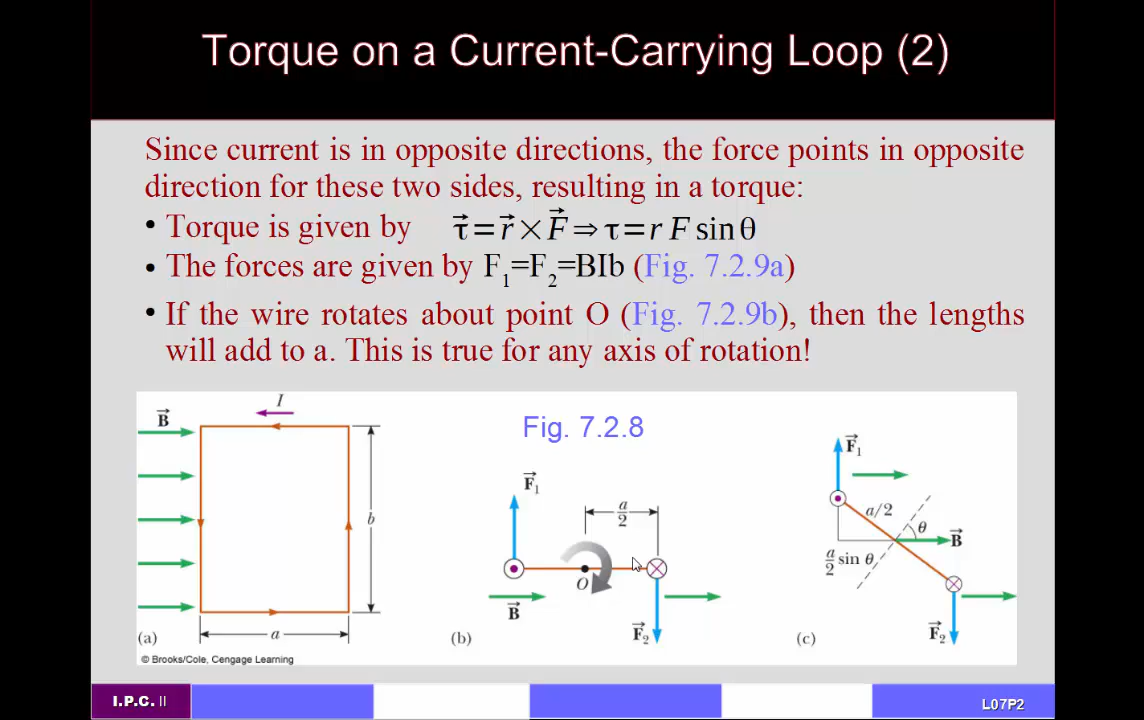 Torque on a Current-Carrying Loop (2)
Since current is in opposite directions, the force points in opposite
direction for these two sides, resulting in a torque:
• Torque is given by τ⃗=r⃗×F⃗⇒τ=r F sinθ
• The forces are given by F₁=F₂=BIb (Fig. 7.2.9a)
• If the wire rotates about point O (Fig. 7.2.9b), then the lengths
will add to a. This is true for any axis of rotation!
I
B⃗
b
a
(a)
© Brooks/Cole, Cengage Learning
Fig. 7.2.8
F⃗₁
a/2
O
B⃗
F⃗₂
(b)
F⃗₁
a/2
θ
B⃗
a/2 sin θ
F⃗₂
(c)
I.P.C. II
L07P2